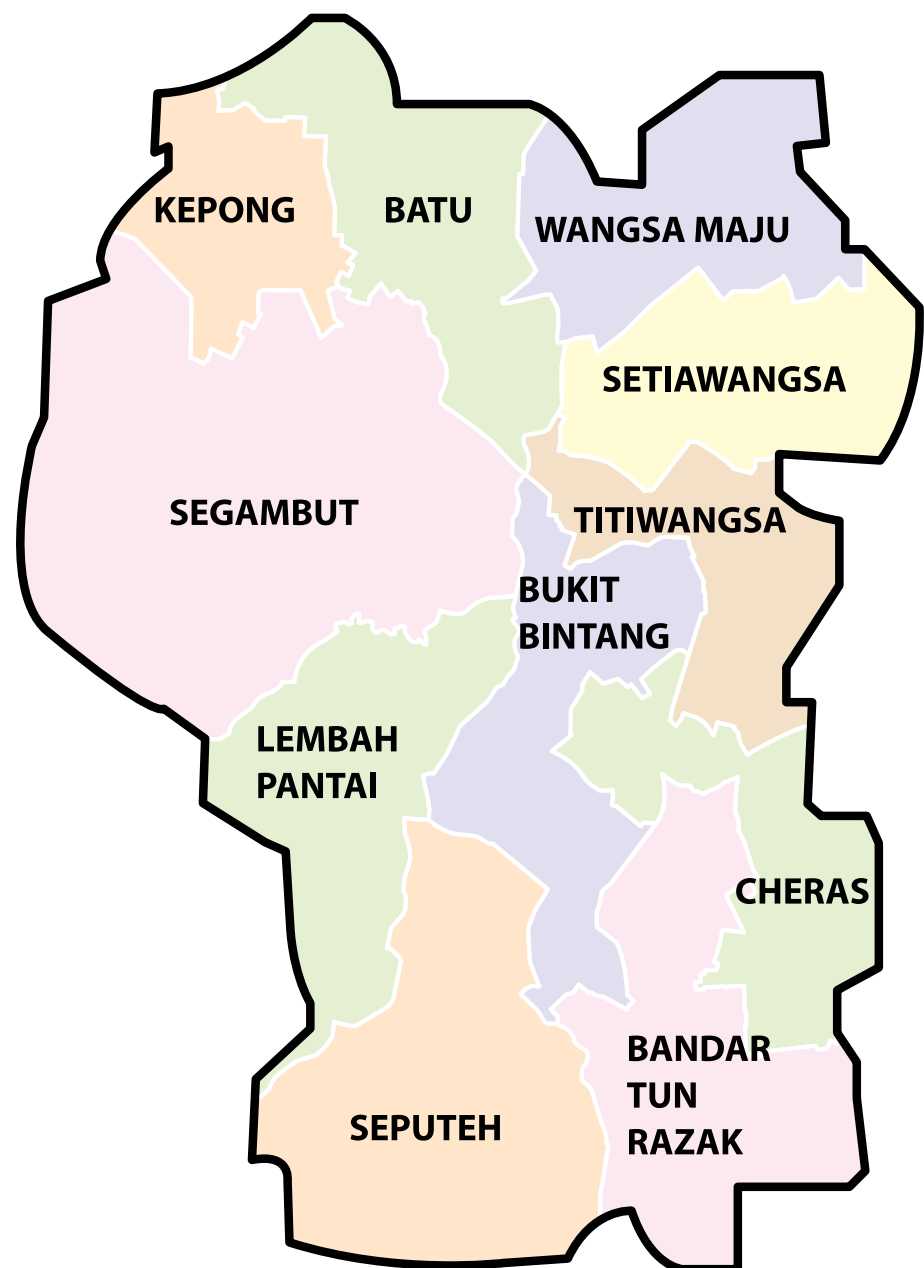 KEPONG
BATU
WANGSA MAJU
SETIAWANGSA
SEGAMBUT
TITIWANGSA
BUKIT
BINTANG
LEMBAH
PANTAI
CHERAS
BANDAR
TUN
RAZAK
SEPUTEH